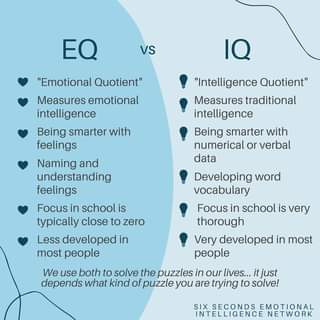 EQ vs IQ
"Emotional Quotient"
Measures emotional
intelligence
Being smarter with
feelings
Naming and
understanding
feelings
Focus in school is
typically close to zero
Less developed in
most people
"Intelligence Quotient"
Measures traditional
intelligence
Being smarter with
numerical or verbal
data
Developing word
vocabulary
Focus in school is very
thorough
Very developed in most
people
We use both to solve the puzzles in our lives... it just
depends what kind of puzzle you are trying to solve!
SIX SECONDS EMOTIONAL
INTELLIGENCE NETWORK